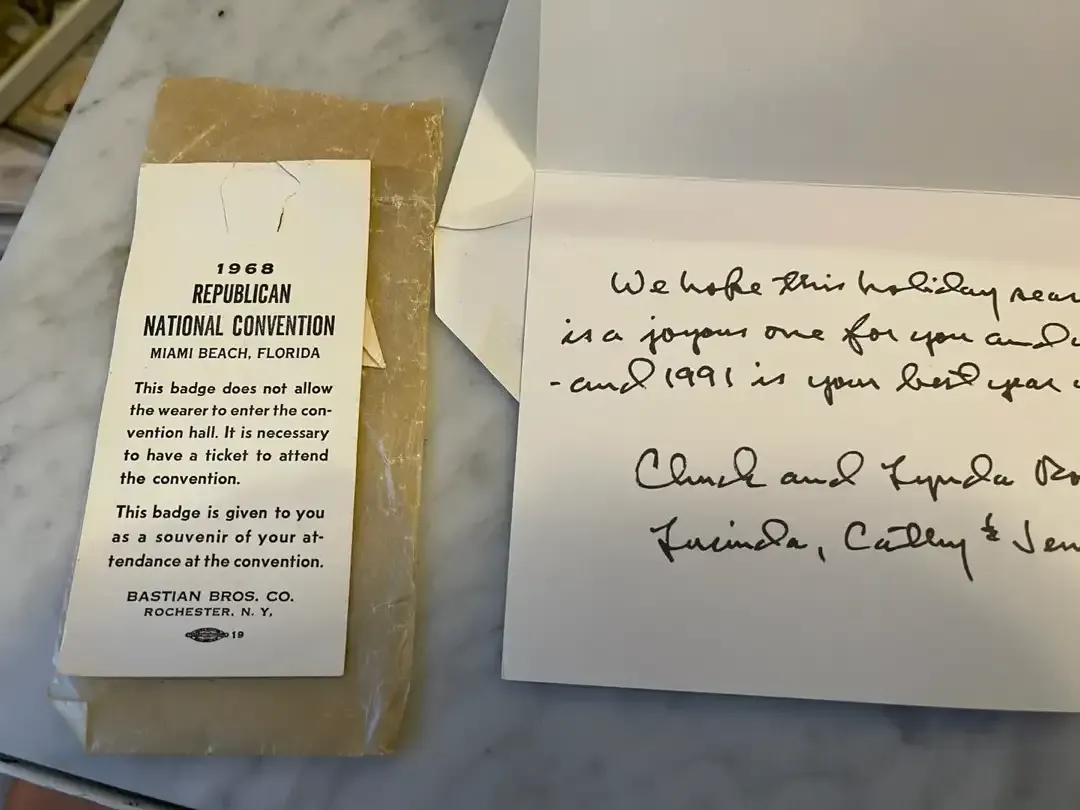 1968
REPUBLICAN
NATIONAL CONVENTION
MIAMI BEACH, FLORIDA
This badge does not allow
the wearer to enter the con-
vention hall. It is necessary
to have a ticket to attend
the convention.
This badge is given to you
as a souvenir of your at-
tendance at the convention.
BASTIAN BROS. CO.
ROCHESTER, N. Y,
19
We hope this holiday
is a joyous one for you and
- and 1991 is your best year
Chuck and Lynda
Lucinda, Cathy &